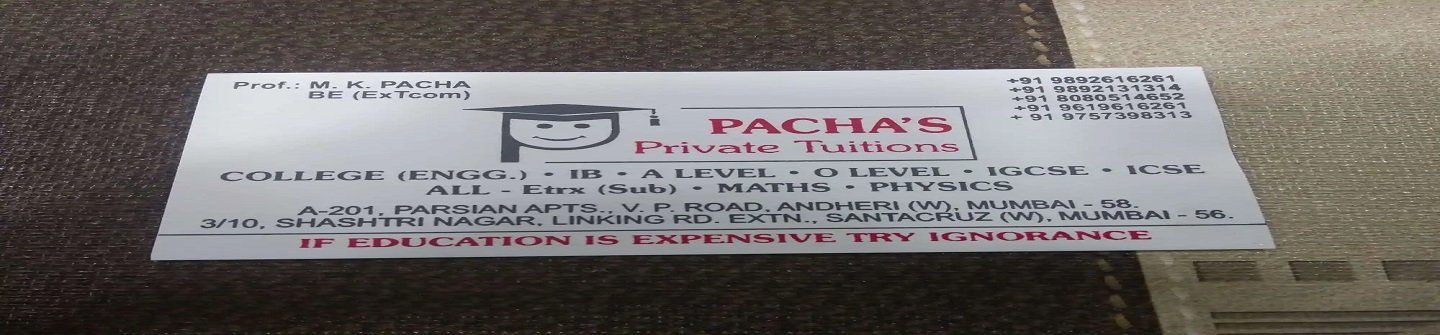 Prof.: M. K. PACHA
BE (ExTcom)
+91 9892616261
+91 9892131314
+91 8080514652
+91 9619616261
+ 91 9757398313
PACHA'S
Private Tuitions
COLLEGE (ENGG.) • IB • A LEVEL • O LEVEL • IGCSE • ICSE
ALL - Etrx (Sub) • MATHS • PHYSICS
A-201, PARSIAN APTS., V. P. ROAD, ANDHERI (W), MUMBAI - 58.
3/10, SHASHTRI NAGAR, LINKING RD. EXTN., SANTACRUZ (W), MUMBAI - 56.
IF EDUCATION IS EXPENSIVE TRY IGNORANCE